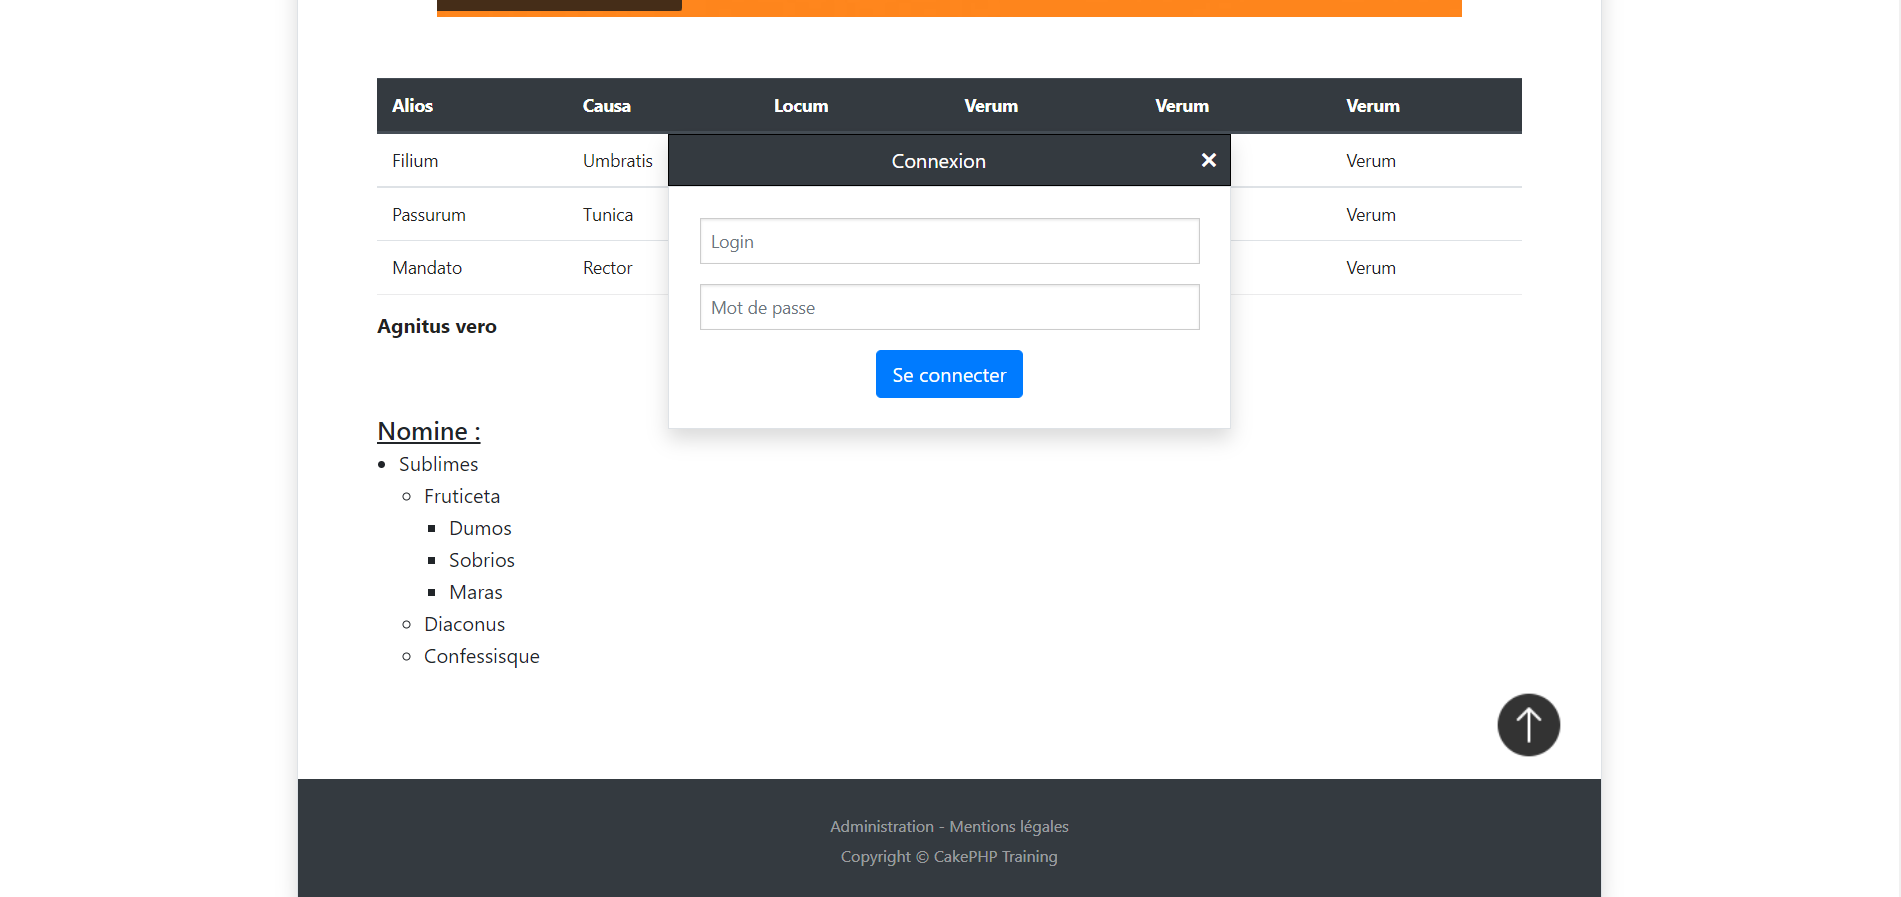 Alios Causa Locum Verum Verum Verum
Connexion
Filium Umbratis Verum
Passurum Tunica Verum
Login
Mandato Rector Verum
Mot de passe
Agnitus vero
Se connecter
Nomine :
Sublimes
Fruticeta
Dumos
Sobrios
Maras
Diaconus
Confessisque
Administration - Mentions légales
Copyright © CakePHP Training